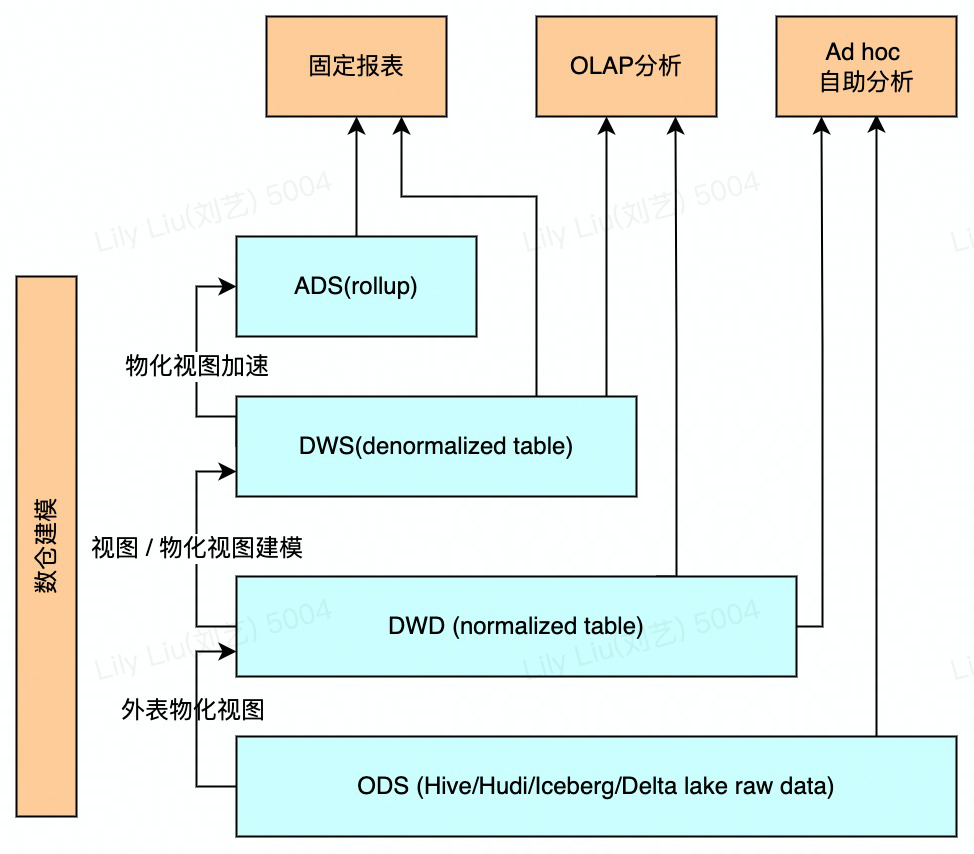 固定报表
OLAP分析
Ad hoc
自助分析
Lily Liu(刘艺) 5004
Lily Liu(刘艺) 5004
Li
ADS(rollup)
物化视图加速
DWS(denormalized table)
数仓建模
视图 / 物化视图建模
DWD (normalized table)
Lily Liu(刘艺) 5004
Lily Liu(刘艺) 5004
Li
外表物化视图
ODS (Hive/Hudi/Iceberg/Delta lake raw data)